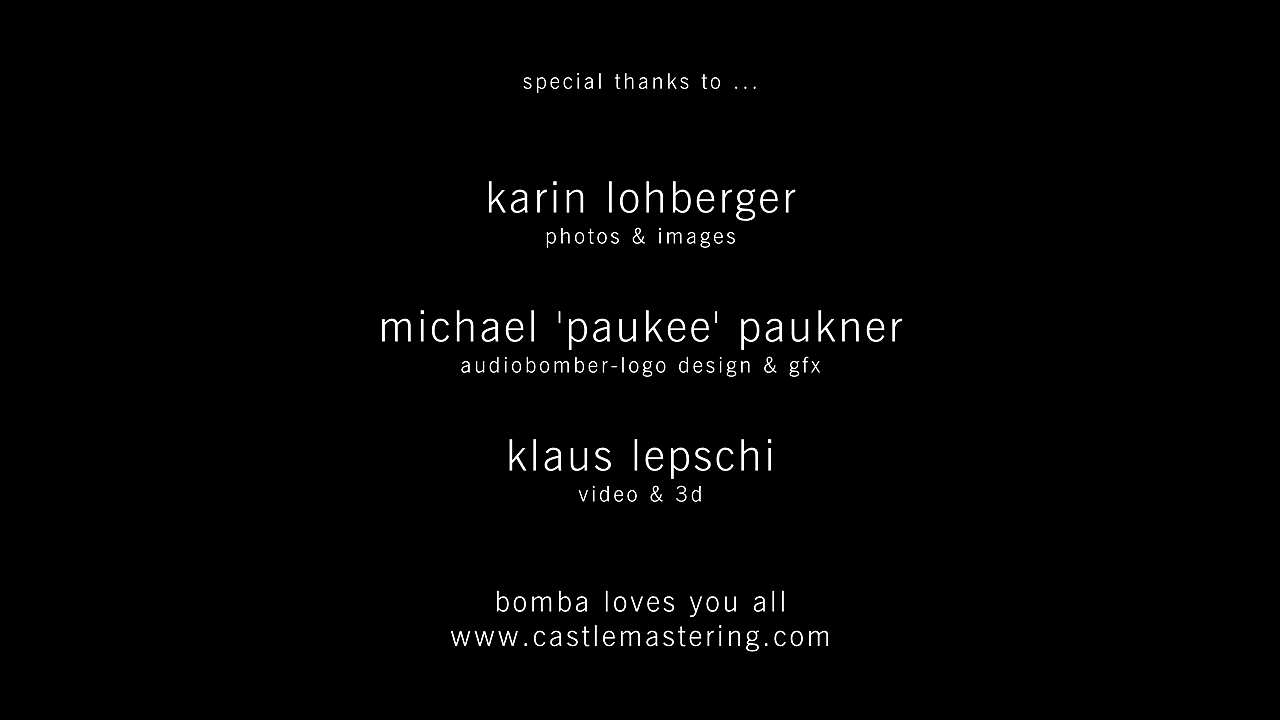 special thanks to ...
karin lohberger
photos & images
michael 'paukee' paukner
audiobomber-logo design & gfx
klaus lepschi
video & 3d
bomba loves you all
www.castlemastering.com